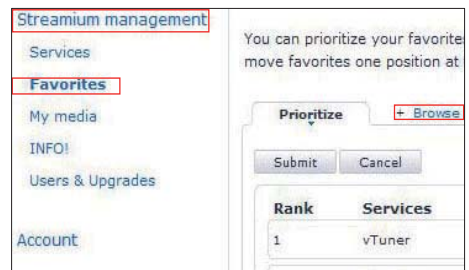 Streamium management
Services
Favorites
My media
INFO!
Users & Upgrades
Account
You can prioritize your favorite
move favorites one position at
Prioritize
+ Browse
Submit Cancel
Rank Services
1 vTuner